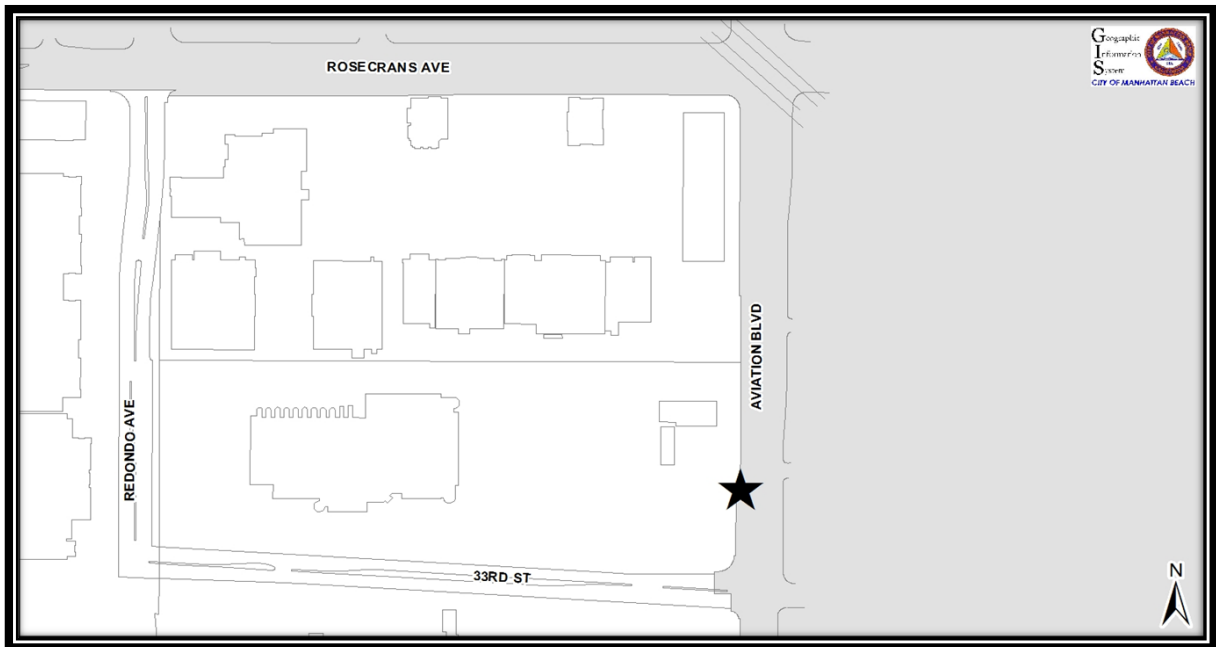 ROSECRANS AVE
Geographic
Information
System
CITY OF MANHATTAN BEACH
AVIATION BLVD
REDONDO AVE
33RD ST
N